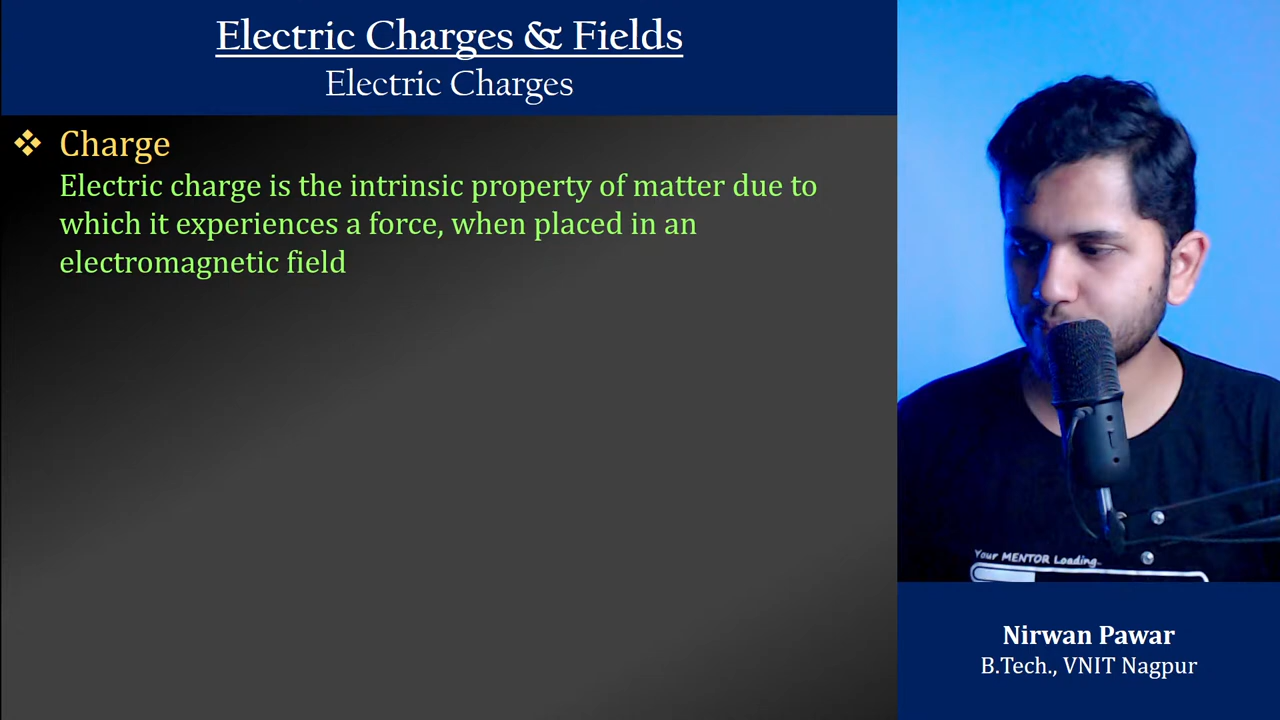 Electric Charges & Fields
Electric Charges
❖ Charge
Electric charge is the intrinsic property of matter due to
which it experiences a force, when placed in an
electromagnetic field
Your MENTOR Loading..
Nirwan Pawar
B.Tech., VNIT Nagpur